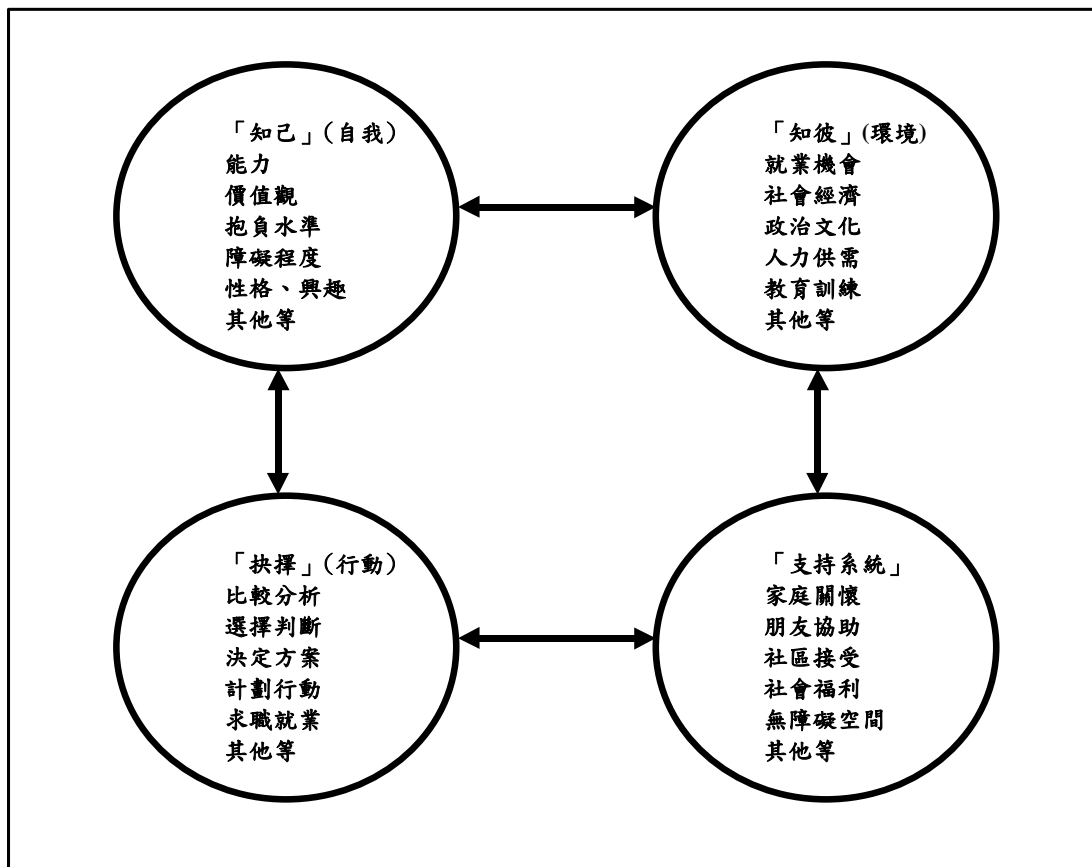 「知己」(自我)
能力
價值觀
抱負水準
障礙程度
性格、興趣
其他等
「知彼」(環境)
就業機會
社會經濟
政治文化
人力供需
教育訓練
其他等
「抉擇」(行動)
比較分析
選擇判斷
決定方案
計劃行動
求職就業
其他等
「支持系統」
家庭關懷
朋友協助
社區接受
社會福利
無障礙空間
其他等